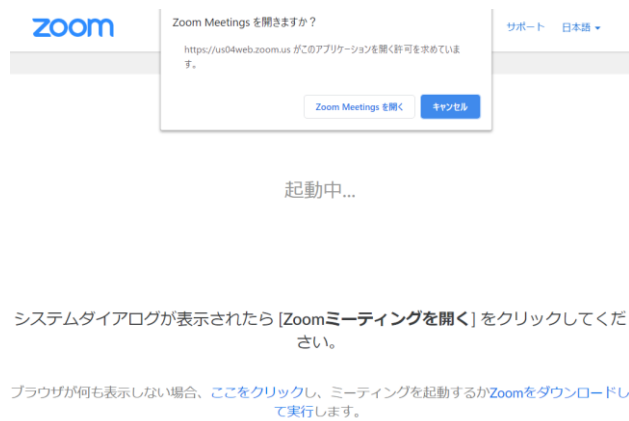 zoom
Zoom Meetings を開きますか？
サポート 日本語
https://us04web.zoom.us がこのアプリケーションを開く許可を求めていま
す。
Zoom Meetings を開く キャンセル
起動中...
システムダイアログが表示されたら [Zoomミーティングを開く] をクリックしてくだ
さい。
ブラウザが何も表示しない場合、ここをクリックし、ミーティングを起動するかZoomをダウンロードし
て実行します。